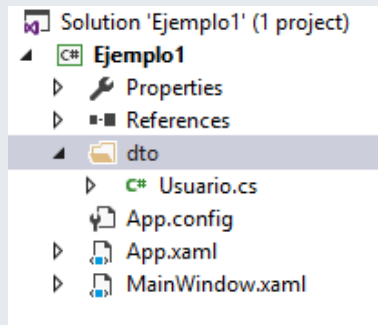 Solution 'Ejemplo1' (1 project)
C# Ejemplo1
Properties
References
dto
C# Usuario.cs
App.config
App.xaml
MainWindow.xaml